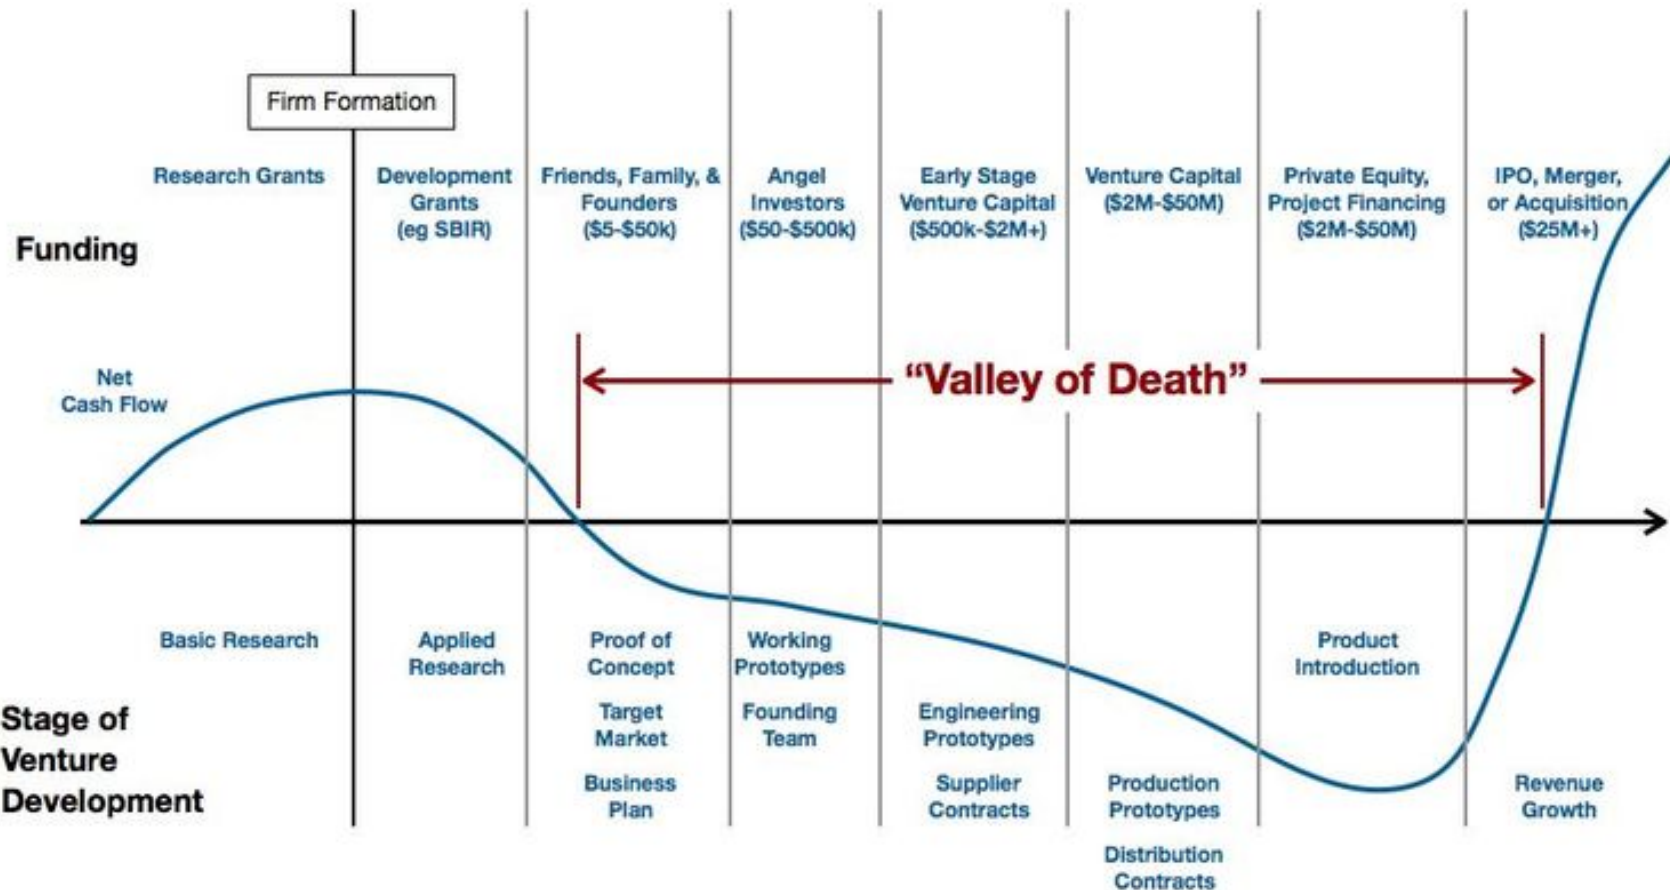 Firm Formation
Research Grants
Development
Grants
(eg SBIR)
Friends, Family, &
Founders
($5-$50k)
Angel
Investors
($50-$500k)
Early Stage
Venture Capital
($500k-$2M+)
Venture Capital
($2M-$50M)
Private Equity,
Project Financing
($2M-$50M)
IPO, Merger,
or Acquisition
($25M+)
Funding
Net
Cash Flow
“Valley of Death”
Basic Research
Applied
Research
Proof of
Concept
Target
Market
Business
Plan
Working
Prototypes
Founding
Team
Engineering
Prototypes
Supplier
Contracts
Production
Prototypes
Distribution
Contracts
Product
Introduction
Revenue
Growth
Stage of
Venture
Development